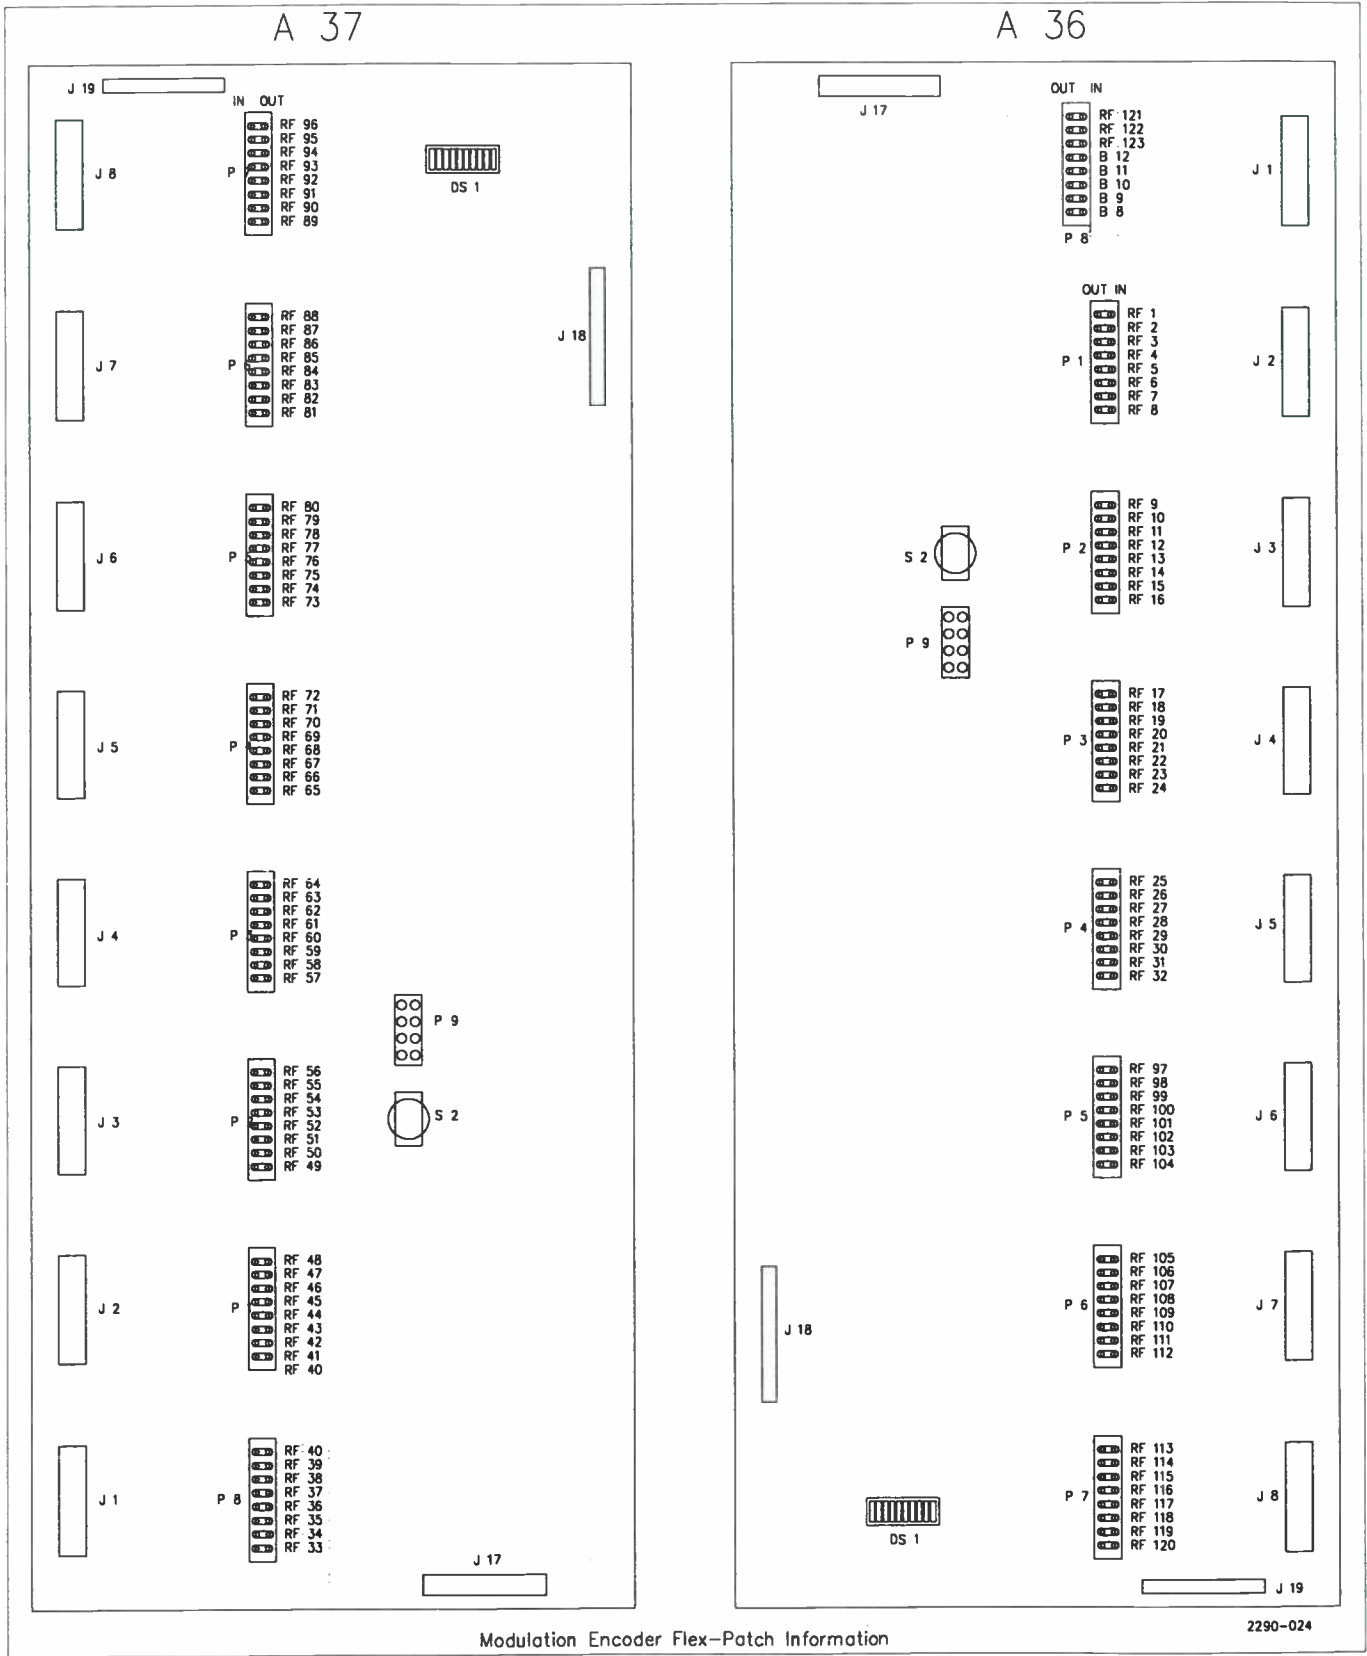 A 37
J 19
IN OUT
J 8
P
RF 96
RF 95
RF 94
RF 93
RF 92
RF 91
RF 90
RF 89
DS 1
J 7
P
RF 88
RF 87
RF 86
RF 85
RF 84
RF 83
RF 82
RF 81
J 18
J 6
P
RF 80
RF 79
RF 78
RF 77
RF 76
RF 75
RF 74
RF 73
J 5
P
RF 72
RF 71
RF 70
RF 69
RF 68
RF 67
RF 66
RF 65
J 4
P
RF 64
RF 63
RF 62
RF 61
RF 60
RF 59
RF 58
RF 57
P 9
J 3
P
RF 56
RF 55
RF 54
RF 53
RF 52
RF 51
RF 50
RF 49
S 2
J 2
P
RF 48
RF 47
RF 46
RF 45
RF 44
RF 43
RF 42
RF 41
RF 40
J 1
P 8
RF 40
RF 39
RF 38
RF 37
RF 36
RF 35
RF 34
RF 33
J 17
A 36
J 17
OUT IN
RF 121
RF 122
RF 123
B 12
B 11
B 10
B 9
B 8
P 8
J 1
OUT IN
P 1
RF 1
RF 2
RF 3
RF 4
RF 5
RF 6
RF 7
RF 8
J 2
S 2
P 2
RF 9
RF 10
RF 11
RF 12
RF 13
RF 14
RF 15
RF 16
J 3
P 9
P 3
RF 17
RF 18
RF 19
RF 20
RF 21
RF 22
RF 23
RF 24
J 4
P 4
RF 25
RF 26
RF 27
RF 28
RF 29
RF 30
RF 31
RF 32
J 5
P 5
RF 97
RF 98
RF 99
RF 100
RF 101
RF 102
RF 103
RF 104
J 6
J 18
P 6
RF 105
RF 106
RF 107
RF 108
RF 109
RF 110
RF 111
RF 112
J 7
P 7
RF 113
RF 114
RF 115
RF 116
RF 117
RF 118
RF 119
RF 120
J 8
DS 1
J 19
2290-024
Modulation Encoder Flex-Patch Information